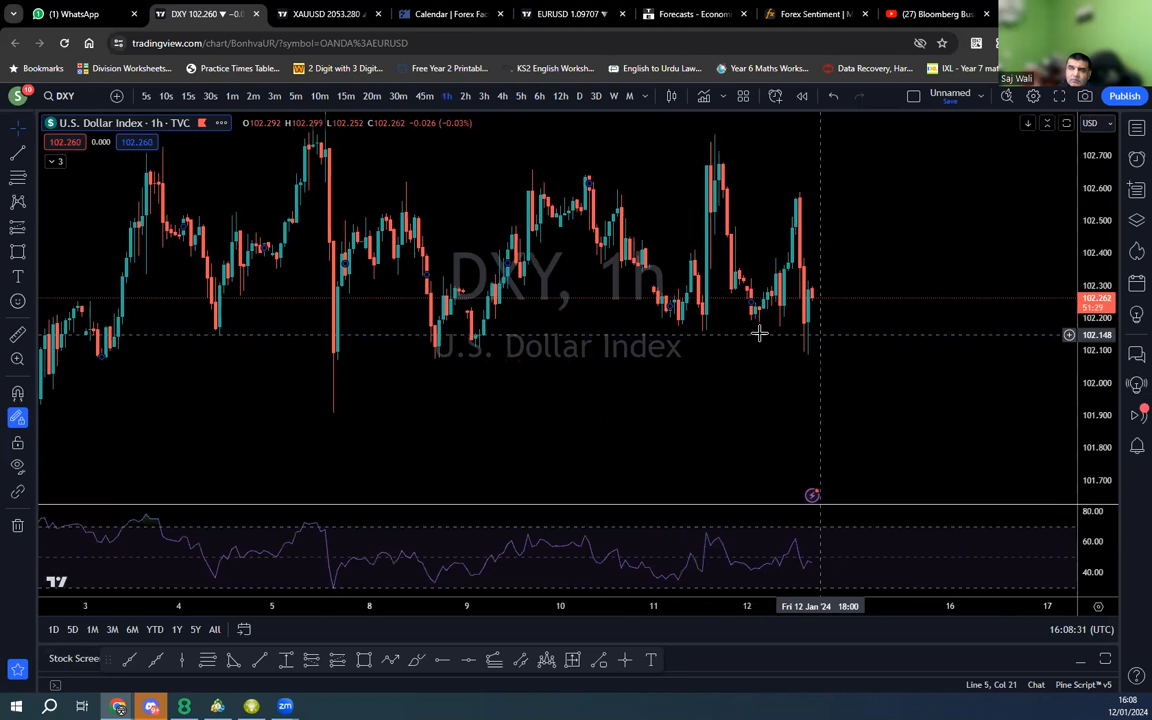 (1) WhatsApp
DXY 102.260 ▼ −0.0
XAUUSD 2053.280
Calendar | Forex Fac
EURUSD 1.09707 ▼
Forecasts - Econom
Forex Sentiment | M
(27) Bloomberg Bus
tradingview.com/chart/BonhvaUR/?symbol=OANDA%3AEURUSD
Saj Wali
Bookmarks
Division Worksheets...
Practice Times Table...
2 Digit with 3 Digit...
Free Year 2 Printabl...
KS2 English Worksh...
English to Urdu Law...
Year 6 Maths Works...
Data Recovery, Har...
IXL - Year 7 mat
S 10
DXY
5s 10s 15s 30s 1m 2m 3m 5m 10m 15m 20m 30m 45m 1h 2h 3h 4h 5h 6h 12h D 3D W M
Unnamed
Save
Publish
U.S. Dollar Index · 1h · TVC
O102.292 H102.299 L102.252 C102.262 −0.026 (−0.03%)
USD
102.260 0.000 102.260
3
102.700
102.600
102.500
102.400
102.300
102.262
51:29
102.200
102.148
102.100
102.000
101.900
101.800
101.700
DXY, 1h
U.S. Dollar Index
80.00
60.00
40.00
3 4 5 8 9 10 11 12 Fri 12 Jan '24 18:00 16 17
1D 5D 1M 3M 6M YTD 1Y 5Y All
16:08:31 (UTC)
Stock Scree
Line 5, Col 21 Chat Pine Script™ v5
16:08
12/01/2024